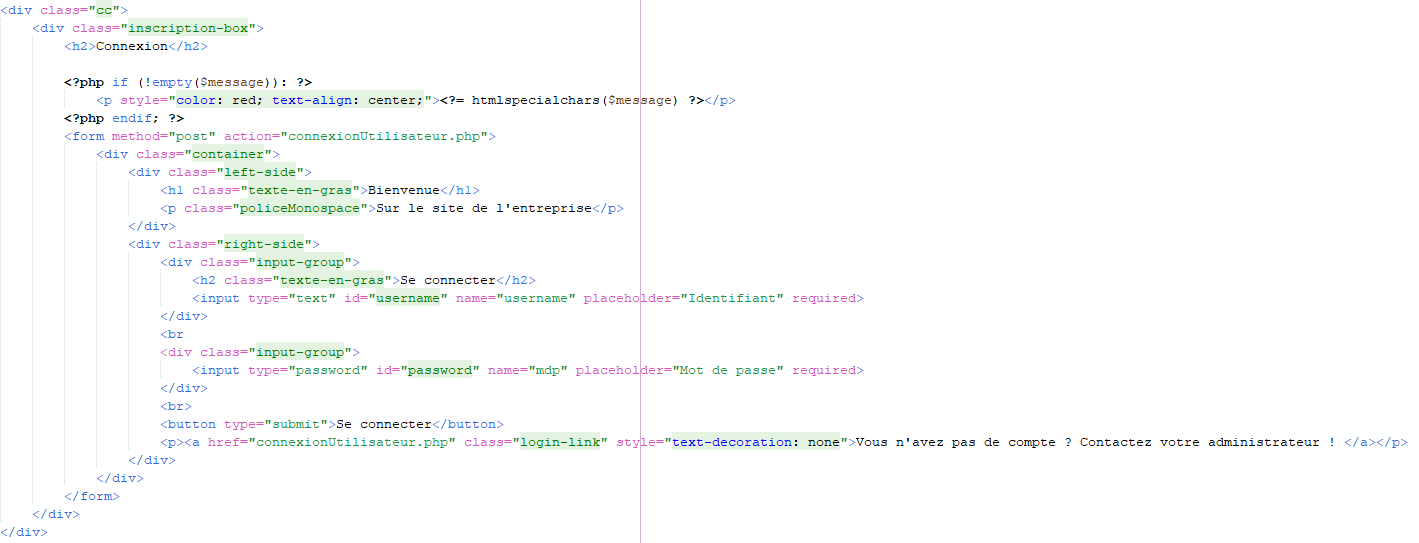 <div class="cc">
    <div class="inscription-box">
        <h2>Connexion</h2>

        <?php if (!empty($message)): ?>
            <p style="color: red; text-align: center;"><?= htmlspecialchars($message) ?></p>
        <?php endif; ?>
        <form method="post" action="connexionUtilisateur.php">
            <div class="container">
                <div class="left-side">
                    <h1 class="texte-en-gras">Bienvenue</h1>
                    <p class="policeMonospace">Sur le site de l'entreprise</p>
                </div>
                <div class="right-side">
                    <div class="input-group">
                        <h2 class="texte-en-gras">Se connecter</h2>
                        <input type="text" id="username" name="username" placeholder="Identifiant" required>
                    </div>
                    <br
                    <div class="input-group">
                        <input type="password" id="password" name="mdp" placeholder="Mot de passe" required>
                    </div>
                    <br>
                    <button type="submit">Se connecter</button>
                    <p><a href="connexionUtilisateur.php" class="login-link" style="text-decoration: none">Vous n'avez pas de compte ? Contactez votre administrateur ! </a></p>
                </div>
            </div>
        </form>
    </div>
</div>